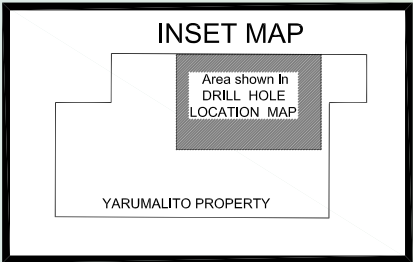 INSET MAP
Area shown In
DRILL HOLE
LOCATION MAP
YARUMALITO PROPERTY